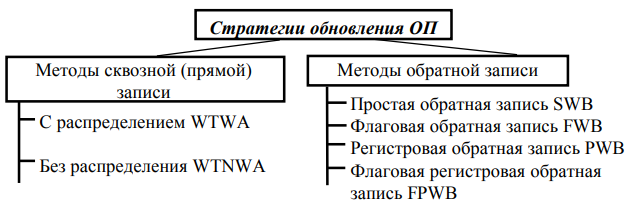 Стратегии обновления ОП
Методы сквозной (прямой)
записи
С распределением WTWA
Без распределения WTNWA
Методы обратной записи
Простая обратная запись SWB
Флаговая обратная запись FWB
Регистровая обратная запись PWB
Флаговая регистровая обратная
запись FPWB